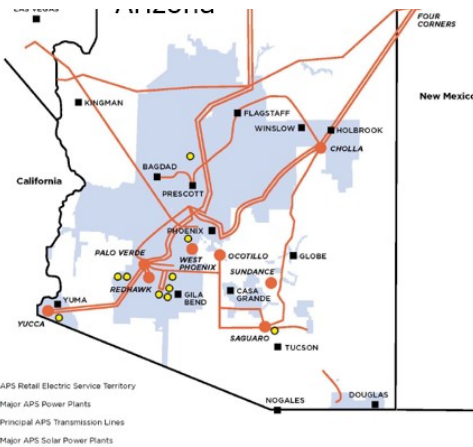 Arizona
LAS VEGAS
FOUR
CORNERS
New Mexico
KINGMAN
FLAGSTAFF
WINSLOW
HOLBROOK
CHOLLA
BAGDAD
PRESCOTT
California
PHOENIX
PALO VERDE
WEST
PHOENIX
OCOTILLO
GLOBE
SUNDANCE
REDHAWK
GILA
BEND
CASA
GRANDE
YUMA
YUCCA
SAGUARO
TUCSON
APS Retail Electric Service Territory
Major APS Power Plants
Principal APS Transmission Lines
Major APS Solar Power Plants
NOGALES
DOUGLAS